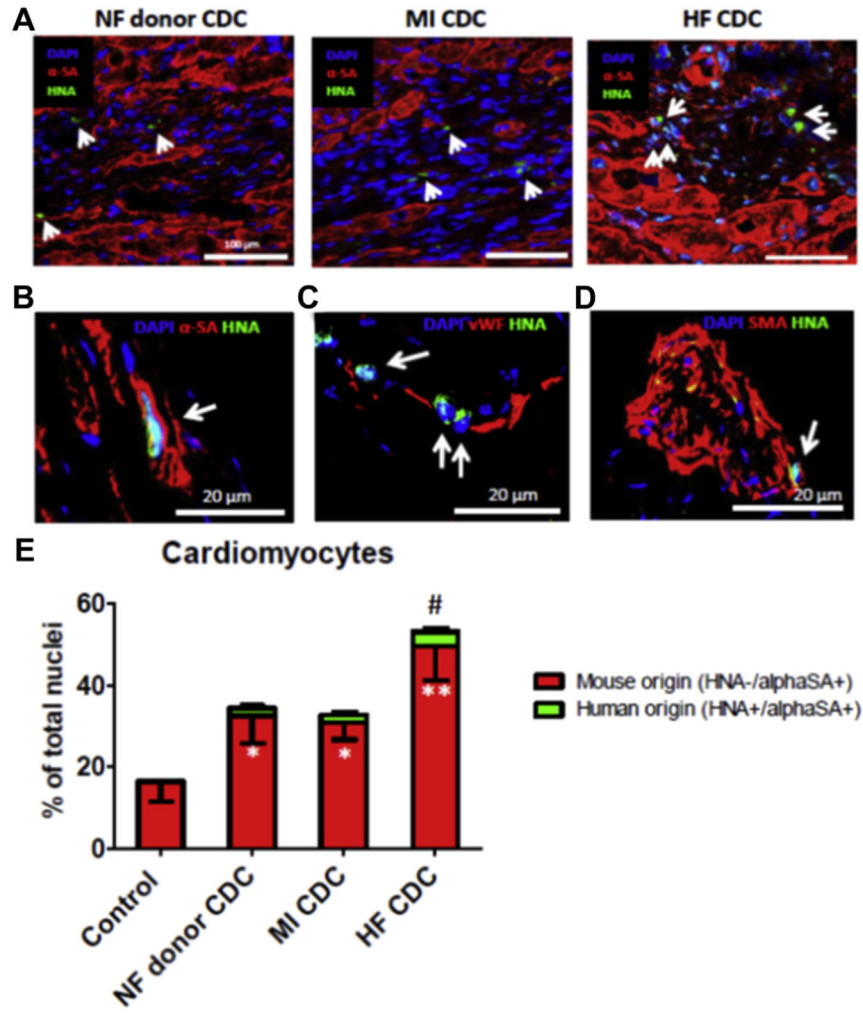 A NF donor CDC MI CDC HF CDC
DAPI DAPI DAPI
α-SA α-SA α-SA
HNA HNA HNA
100 µm
B C D
DAPI α-SA HNA DAPI vWF HNA DAPI SMA HNA
20 µm 20 µm 20 µm
E Cardiomyocytes
% of total nuclei
60
40
20
0
#
* * **
Control
NF donor CDC
MI CDC
HF CDC
Mouse origin (HNA-/alphaSA+)
Human origin (HNA+/alphaSA+)